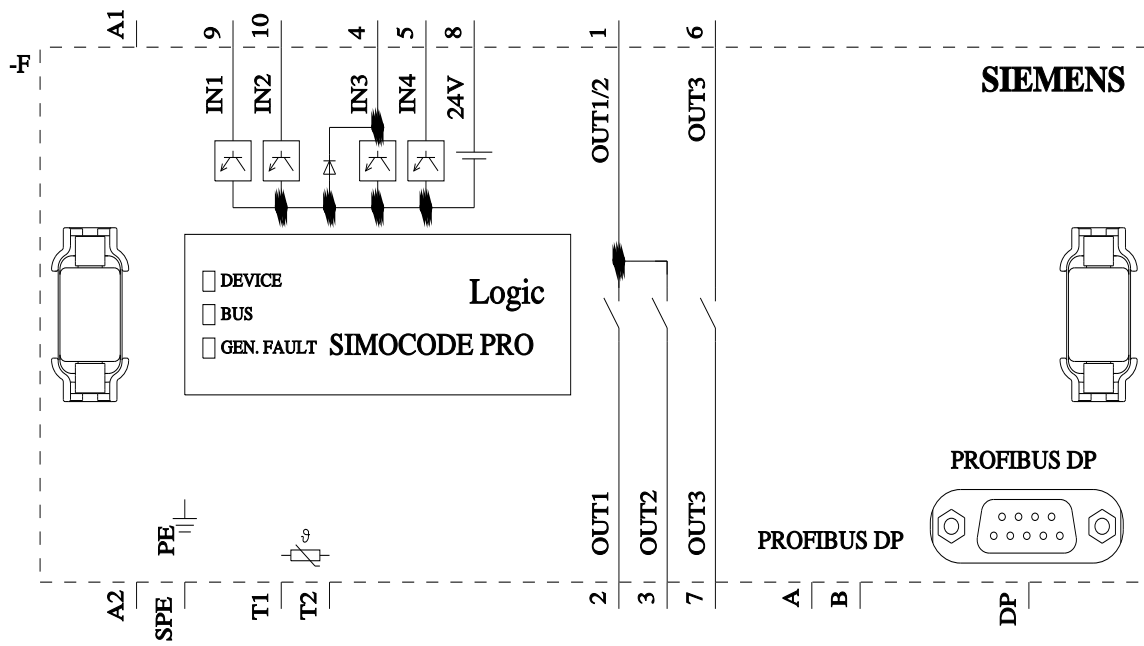 A1 9 10 4 5 8 1 6
-F
IN1 IN2 IN3 IN4 24V OUT1/2 OUT3
SIEMENS
DEVICE
BUS
GEN. FAULT
Logic
SIMOCODE PRO
PROFIBUS DP
PE
ϑ
OUT1 OUT2 OUT3
PROFIBUS DP
A2 SPE T1 T2 2 3 7 A B DP